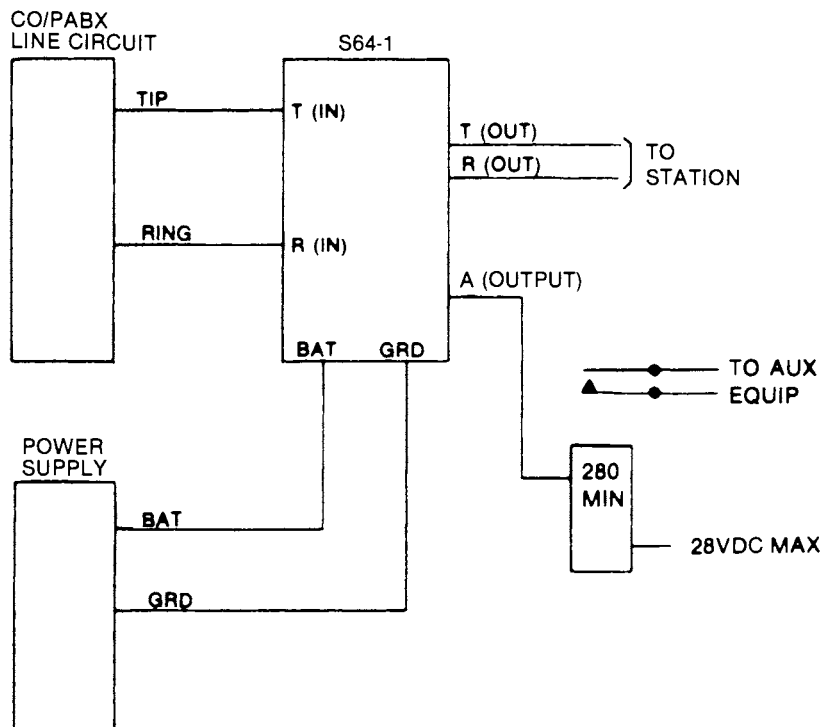 CO/PABX
LINE CIRCUIT
S64-1
TIP
T (IN)
T (OUT)
R (OUT)
TO
STATION
RING
R (IN)
A (OUTPUT)
BAT
GRD
TO AUX
EQUIP
POWER
SUPPLY
280
MIN
BAT
28VDC MAX
GRD